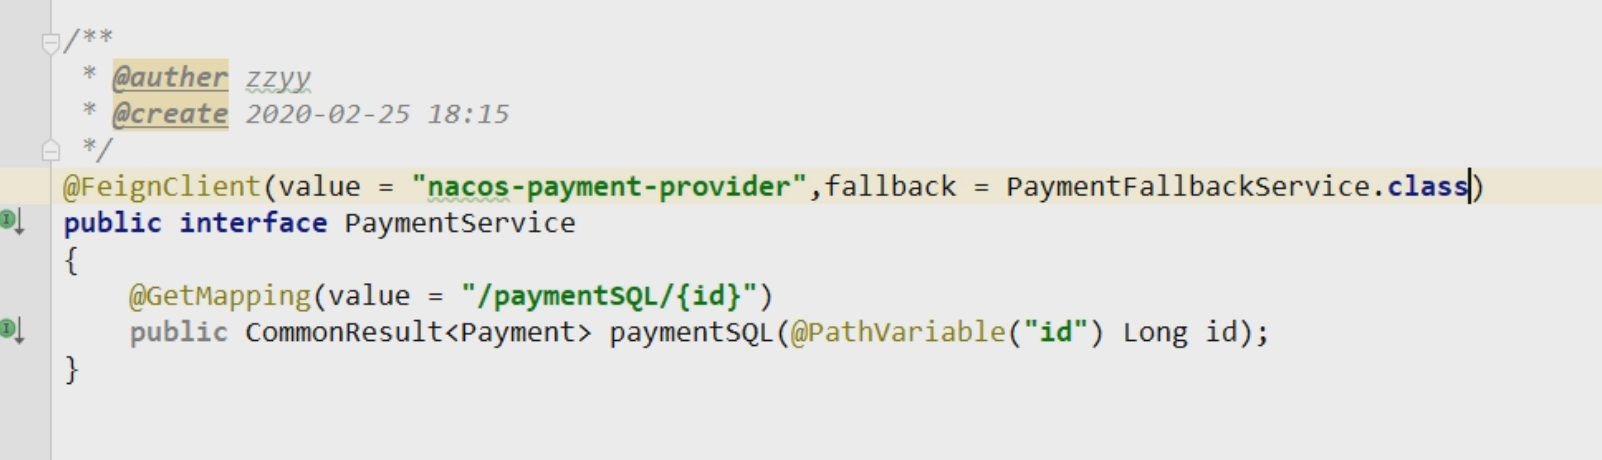 /**
 * @auther zzyy
 * @create 2020-02-25 18:15
 */
@FeignClient(value = "nacos-payment-provider",fallback = PaymentFallbackService.class)
public interface PaymentService
{
    @GetMapping(value = "/paymentSQL/{id}")
    public CommonResult<Payment> paymentSQL(@PathVariable("id") Long id);
}